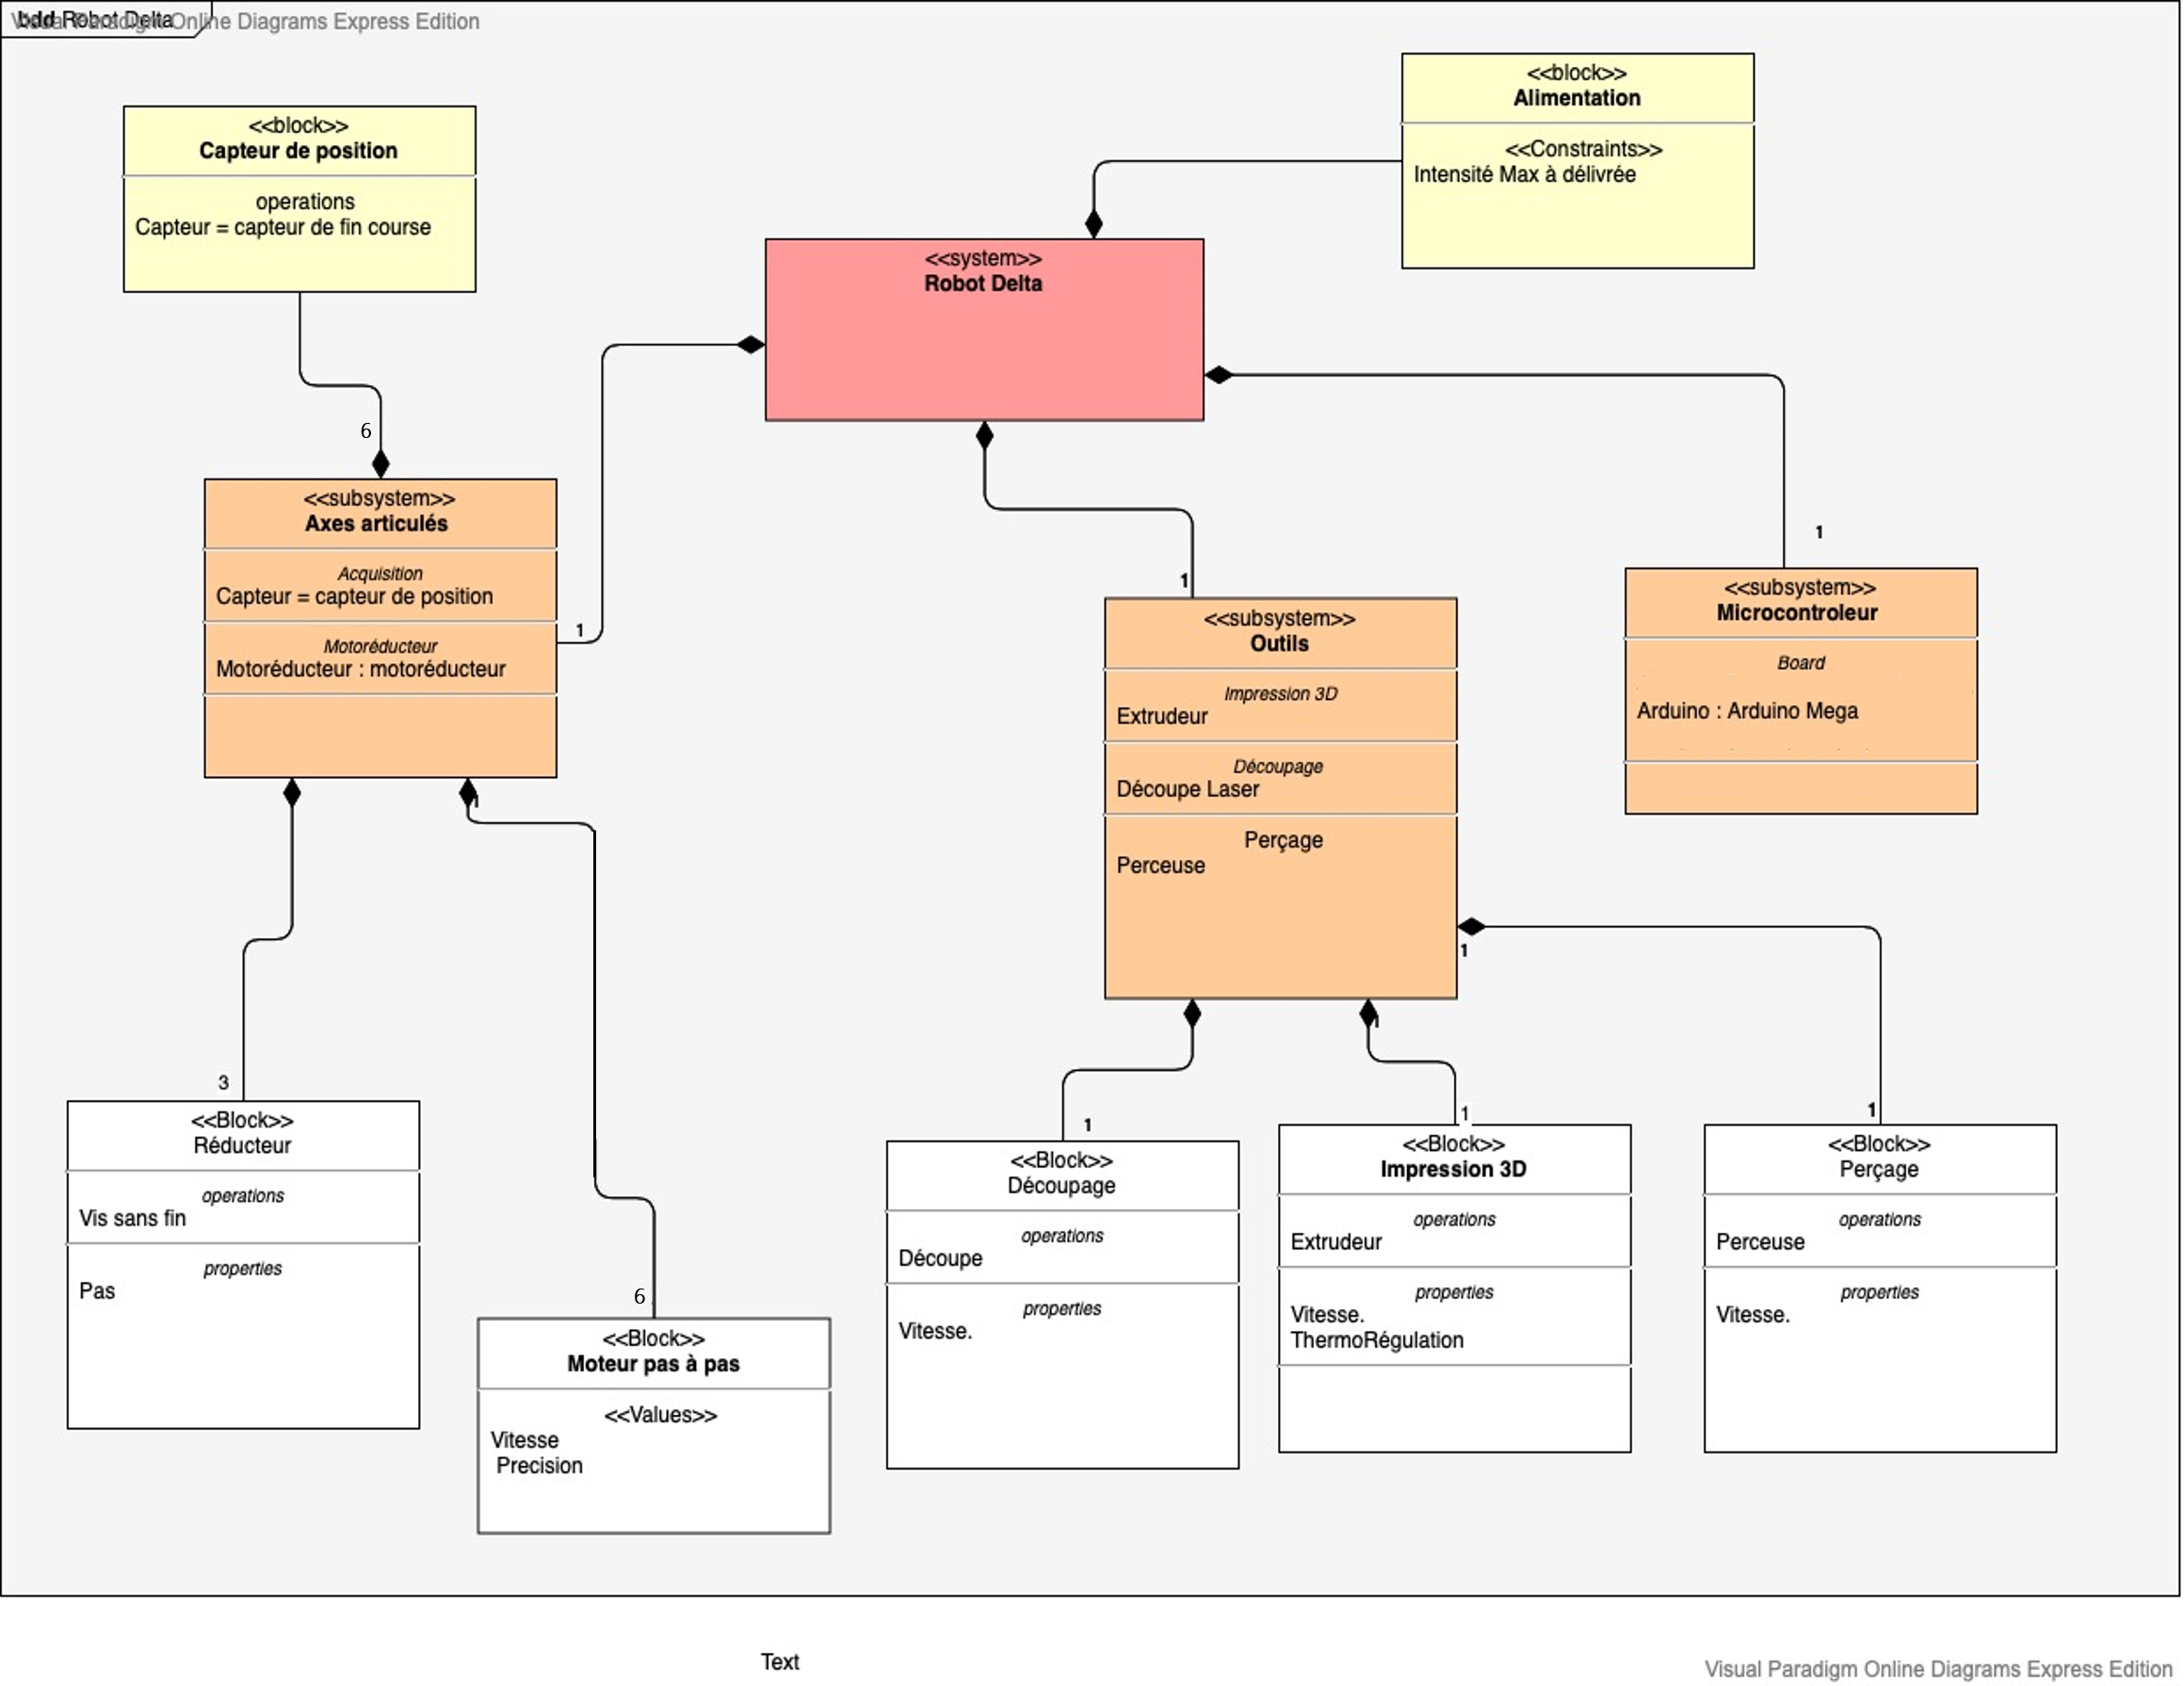 bdd Robot Delta
Visual Paradigm Online Diagrams Express Edition
<<block>>
Alimentation
<<Constraints>>
Intensité Max à délivrée
<<block>>
Capteur de position
operations
Capteur = capteur de fin course
<<system>>
Robot Delta
6
<<subsystem>>
Axes articulés
Acquisition
Capteur = capteur de position
Motoréducteur
Motoréducteur : motoréducteur
1
1
1
<<subsystem>>
Outils
Impression 3D
Extrudeur
Découpage
Découpe Laser
Perçage
Perceuse
<<subsystem>>
Microcontroleur
Board
Arduino : Arduino Mega
1
1
1
3
<<Block>>
Réducteur
operations
Vis sans fin
properties
Pas
6
<<Block>>
Moteur pas à pas
<<Values>>
Vitesse
Precision
1
<<Block>>
Découpage
operations
Découpe
properties
Vitesse.
1
<<Block>>
Impression 3D
operations
Extrudeur
properties
Vitesse.
ThermoRégulation
1
<<Block>>
Perçage
operations
Perceuse
properties
Vitesse.
Text
Visual Paradigm Online Diagrams Express Edition